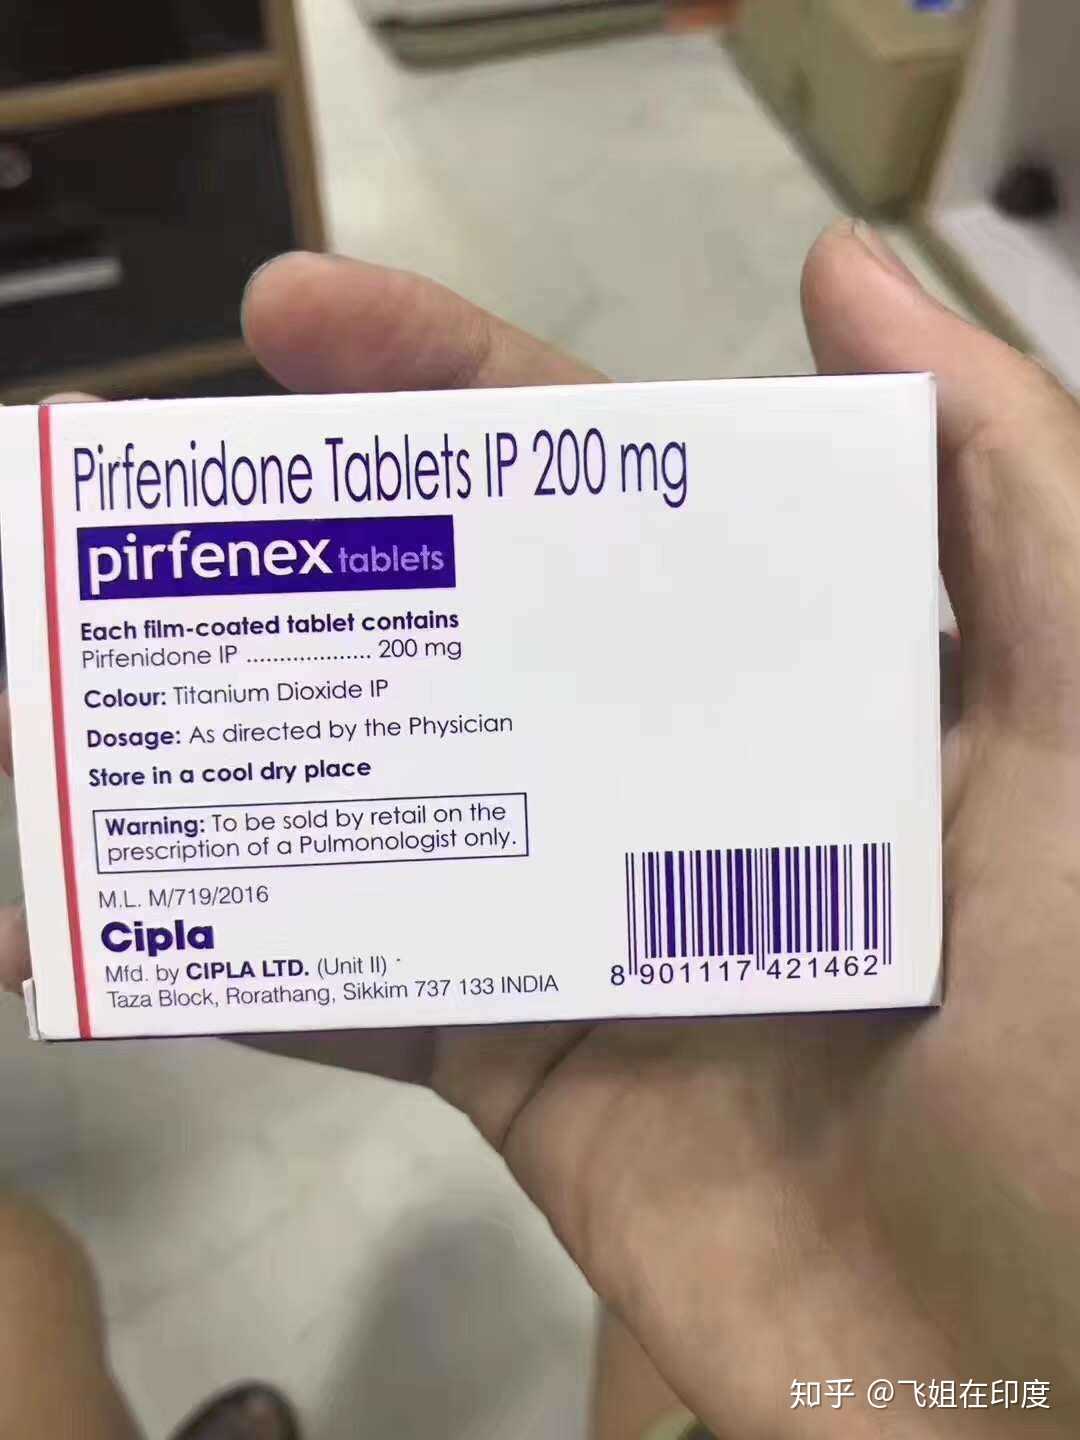 Pirfenidone Tablets IP 200 mg
pirfenex tablets
Each film-coated tablet contains
Pirfenidone IP ................... 200 mg
Colour: Titanium Dioxide IP
Dosage: As directed by the Physician
Store in a cool dry place
Warning: To be sold by retail on the
prescription of a Pulmonologist only.
M.L. M/719/2016
Cipla
Mfd. by CIPLA LTD. (Unit II)
Taza Block, Rorathang, Sikkim 737 133 INDIA
8 901117 421462
知乎 @飞姐在印度